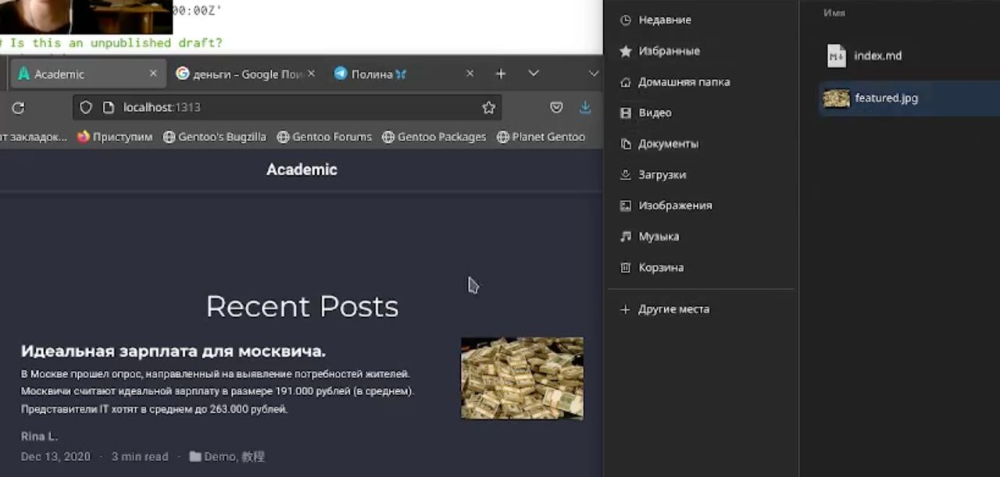 00:00Z'
# Is this an unpublished draft?
Academic
деньги – Google Пои
Полина
localhost:1313
т закладок...
Приступим
Gentoo's Bugzilla
Gentoo Forums
Gentoo Packages
Planet Gentoo
Academic
Recent Posts
Идеальная зарплата для москвича.
В Москве прошел опрос, направленный на выявление потребностей жителей.
Москвичи считают идеальной зарплату в размере 191.000 рублей (в среднем).
Представители IT хотят в среднем до 263.000 рублей.
Rina L.
Dec 13, 2020 · 3 min read · Demo, 教程
Недавние
Избранные
Домашняя папка
Видео
Документы
Загрузки
Изображения
Музыка
Корзина
Другие места
Имя
index.md
featured.jpg